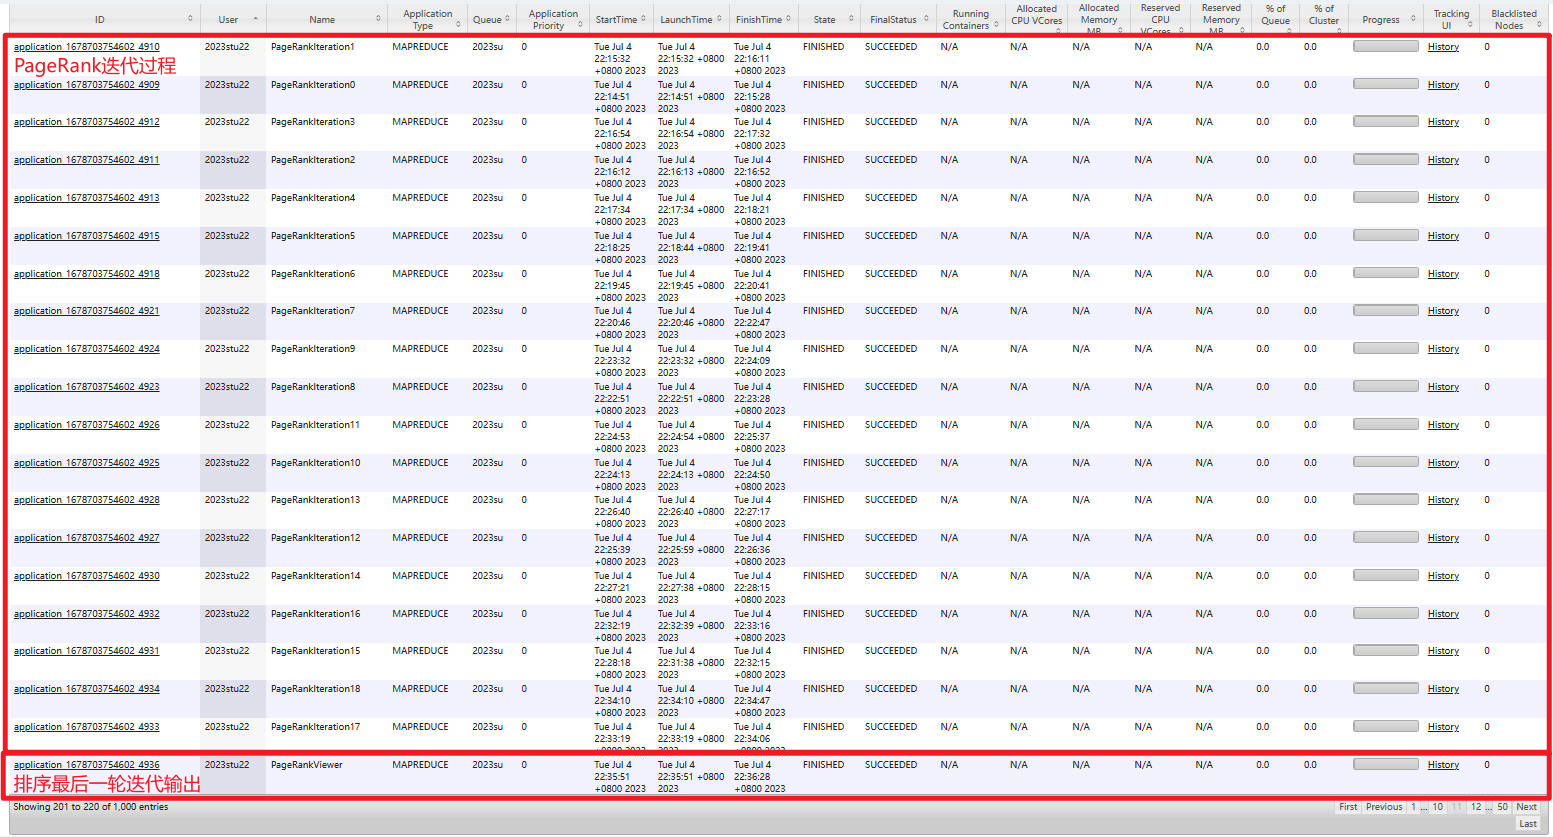 ID User Name Application Type Queue Application Priority StartTime LaunchTime FinishTime State FinalStatus Running Containers Allocated CPU VCores Allocated Memory MB Reserved CPU VCores Reserved Memory MB % of Queue % of Cluster Progress Tracking UI Blacklisted Nodes
application_1678703754602_4910 2023stu22 PageRankIteration1 MAPREDUCE 2023su 0 Tue Jul 4 22:15:32 +0800 2023 Tue Jul 4 22:15:32 +0800 2023 Tue Jul 4 22:16:11 +0800 2023 FINISHED SUCCEEDED N/A N/A N/A N/A N/A 0.0 0.0 History 0
PageRank迭代过程
application_1678703754602_4909 2023stu22 PageRankIteration0 MAPREDUCE 2023su 0 Tue Jul 4 22:14:51 +0800 2023 Tue Jul 4 22:14:51 +0800 2023 Tue Jul 4 22:15:28 +0800 2023 FINISHED SUCCEEDED N/A N/A N/A N/A N/A 0.0 0.0 History 0
application_1678703754602_4912 2023stu22 PageRankIteration3 MAPREDUCE 2023su 0 Tue Jul 4 22:16:54 +0800 2023 Tue Jul 4 22:16:54 +0800 2023 Tue Jul 4 22:17:32 +0800 2023 FINISHED SUCCEEDED N/A N/A N/A N/A N/A 0.0 0.0 History 0
application_1678703754602_4911 2023stu22 PageRankIteration2 MAPREDUCE 2023su 0 Tue Jul 4 22:16:12 +0800 2023 Tue Jul 4 22:16:13 +0800 2023 Tue Jul 4 22:16:52 +0800 2023 FINISHED SUCCEEDED N/A N/A N/A N/A N/A 0.0 0.0 History 0
application_1678703754602_4913 2023stu22 PageRankIteration4 MAPREDUCE 2023su 0 Tue Jul 4 22:17:34 +0800 2023 Tue Jul 4 22:17:34 +0800 2023 Tue Jul 4 22:18:21 +0800 2023 FINISHED SUCCEEDED N/A N/A N/A N/A N/A 0.0 0.0 History 0
application_1678703754602_4915 2023stu22 PageRankIteration5 MAPREDUCE 2023su 0 Tue Jul 4 22:18:25 +0800 2023 Tue Jul 4 22:18:44 +0800 2023 Tue Jul 4 22:19:41 +0800 2023 FINISHED SUCCEEDED N/A N/A N/A N/A N/A 0.0 0.0 History 0
application_1678703754602_4918 2023stu22 PageRankIteration6 MAPREDUCE 2023su 0 Tue Jul 4 22:19:45 +0800 2023 Tue Jul 4 22:19:45 +0800 2023 Tue Jul 4 22:20:41 +0800 2023 FINISHED SUCCEEDED N/A N/A N/A N/A N/A 0.0 0.0 History 0
application_1678703754602_4921 2023stu22 PageRankIteration7 MAPREDUCE 2023su 0 Tue Jul 4 22:20:46 +0800 2023 Tue Jul 4 22:20:46 +0800 2023 Tue Jul 4 22:22:47 +0800 2023 FINISHED SUCCEEDED N/A N/A N/A N/A N/A 0.0 0.0 History 0
application_1678703754602_4924 2023stu22 PageRankIteration9 MAPREDUCE 2023su 0 Tue Jul 4 22:23:32 +0800 2023 Tue Jul 4 22:23:32 +0800 2023 Tue Jul 4 22:24:09 +0800 2023 FINISHED SUCCEEDED N/A N/A N/A N/A N/A 0.0 0.0 History 0
application_1678703754602_4923 2023stu22 PageRankIteration8 MAPREDUCE 2023su 0 Tue Jul 4 22:22:51 +0800 2023 Tue Jul 4 22:22:51 +0800 2023 Tue Jul 4 22:23:28 +0800 2023 FINISHED SUCCEEDED N/A N/A N/A N/A N/A 0.0 0.0 History 0
application_1678703754602_4926 2023stu22 PageRankIteration11 MAPREDUCE 2023su 0 Tue Jul 4 22:24:53 +0800 2023 Tue Jul 4 22:24:54 +0800 2023 Tue Jul 4 22:25:37 +0800 2023 FINISHED SUCCEEDED N/A N/A N/A N/A N/A 0.0 0.0 History 0
application_1678703754602_4925 2023stu22 PageRankIteration10 MAPREDUCE 2023su 0 Tue Jul 4 22:24:13 +0800 2023 Tue Jul 4 22:24:13 +0800 2023 Tue Jul 4 22:24:50 +0800 2023 FINISHED SUCCEEDED N/A N/A N/A N/A N/A 0.0 0.0 History 0
application_1678703754602_4928 2023stu22 PageRankIteration13 MAPREDUCE 2023su 0 Tue Jul 4 22:26:40 +0800 2023 Tue Jul 4 22:26:40 +0800 2023 Tue Jul 4 22:27:17 +0800 2023 FINISHED SUCCEEDED N/A N/A N/A N/A N/A 0.0 0.0 History 0
application_1678703754602_4927 2023stu22 PageRankIteration12 MAPREDUCE 2023su 0 Tue Jul 4 22:25:39 +0800 2023 Tue Jul 4 22:25:59 +0800 2023 Tue Jul 4 22:26:36 +0800 2023 FINISHED SUCCEEDED N/A N/A N/A N/A N/A 0.0 0.0 History 0
application_1678703754602_4930 2023stu22 PageRankIteration14 MAPREDUCE 2023su 0 Tue Jul 4 22:27:21 +0800 2023 Tue Jul 4 22:27:38 +0800 2023 Tue Jul 4 22:28:15 +0800 2023 FINISHED SUCCEEDED N/A N/A N/A N/A N/A 0.0 0.0 History 0
application_1678703754602_4932 2023stu22 PageRankIteration16 MAPREDUCE 2023su 0 Tue Jul 4 22:32:19 +0800 2023 Tue Jul 4 22:32:39 +0800 2023 Tue Jul 4 22:33:16 +0800 2023 FINISHED SUCCEEDED N/A N/A N/A N/A N/A 0.0 0.0 History 0
application_1678703754602_4931 2023stu22 PageRankIteration15 MAPREDUCE 2023su 0 Tue Jul 4 22:28:18 +0800 2023 Tue Jul 4 22:31:38 +0800 2023 Tue Jul 4 22:32:15 +0800 2023 FINISHED SUCCEEDED N/A N/A N/A N/A N/A 0.0 0.0 History 0
application_1678703754602_4934 2023stu22 PageRankIteration18 MAPREDUCE 2023su 0 Tue Jul 4 22:34:10 +0800 2023 Tue Jul 4 22:34:10 +0800 2023 Tue Jul 4 22:34:47 +0800 2023 FINISHED SUCCEEDED N/A N/A N/A N/A N/A 0.0 0.0 History 0
application_1678703754602_4933 2023stu22 PageRankIteration17 MAPREDUCE 2023su 0 Tue Jul 4 22:33:19 +0800 2023 Tue Jul 4 22:33:19 +0800 2023 Tue Jul 4 22:34:06 +0800 2023 FINISHED SUCCEEDED N/A N/A N/A N/A N/A 0.0 0.0 History 0
application_1678703754602_4936 2023stu22 PageRankViewer MAPREDUCE 2023su 0 Tue Jul 4 22:35:51 +0800 2023 Tue Jul 4 22:35:51 +0800 2023 Tue Jul 4 22:36:28 +0800 2023 FINISHED SUCCEEDED N/A N/A N/A N/A N/A 0.0 0.0 History 0
排序最后一轮迭代输出
Showing 201 to 220 of 1,000 entries First Previous 1 ... 10 11 12 ... 50 Next
Last